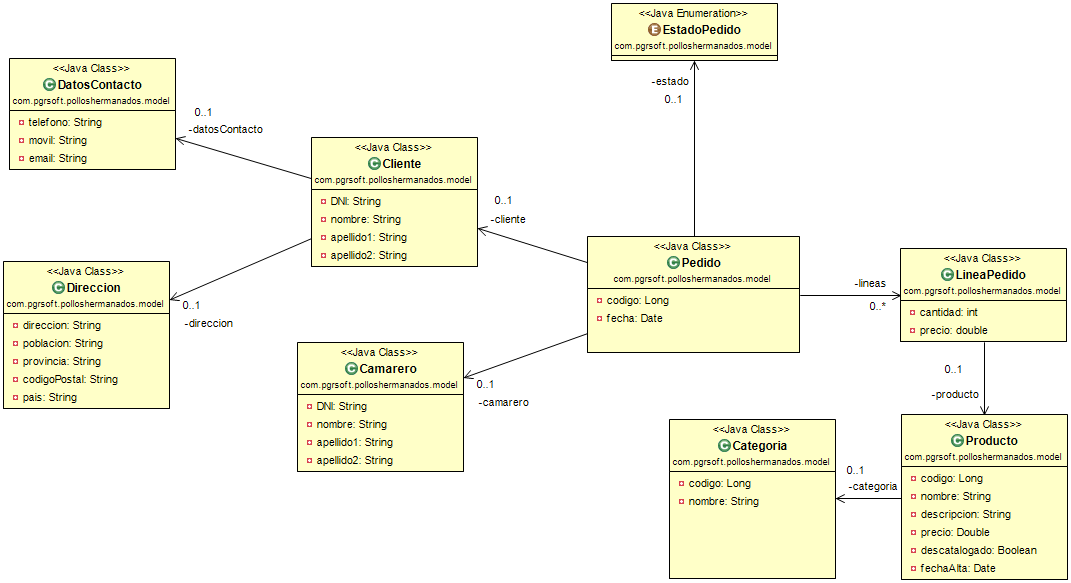 <<Java Enumeration>>
E EstadoPedido
com.pgrsoft.polloshermanados.model
-estado
0..1
<<Java Class>>
C DatosContacto
com.pgrsoft.polloshermanados.model
telefono: String
movil: String
email: String
0..1
-datosContacto
<<Java Class>>
C Cliente
com.pgrsoft.polloshermanados.model
DNI: String
nombre: String
apellido1: String
apellido2: String
0..1
-cliente
<<Java Class>>
C Pedido
com.pgrsoft.polloshermanados.model
codigo: Long
fecha: Date
-lineas
0..*
<<Java Class>>
C LineaPedido
com.pgrsoft.polloshermanados.model
cantidad: int
precio: double
<<Java Class>>
C Direccion
com.pgrsoft.polloshermanados.model
direccion: String
poblacion: String
provincia: String
codigoPostal: String
pais: String
0..1
-direccion
<<Java Class>>
C Camarero
com.pgrsoft.polloshermanados.model
DNI: String
nombre: String
apellido1: String
apellido2: String
0..1
-camarero
0..1
-producto
<<Java Class>>
C Categoria
com.pgrsoft.polloshermanados.model
codigo: Long
nombre: String
0..1
-categoria
<<Java Class>>
C Producto
com.pgrsoft.polloshermanados.model
codigo: Long
nombre: String
descripcion: String
precio: Double
descatalogado: Boolean
fechaAlta: Date